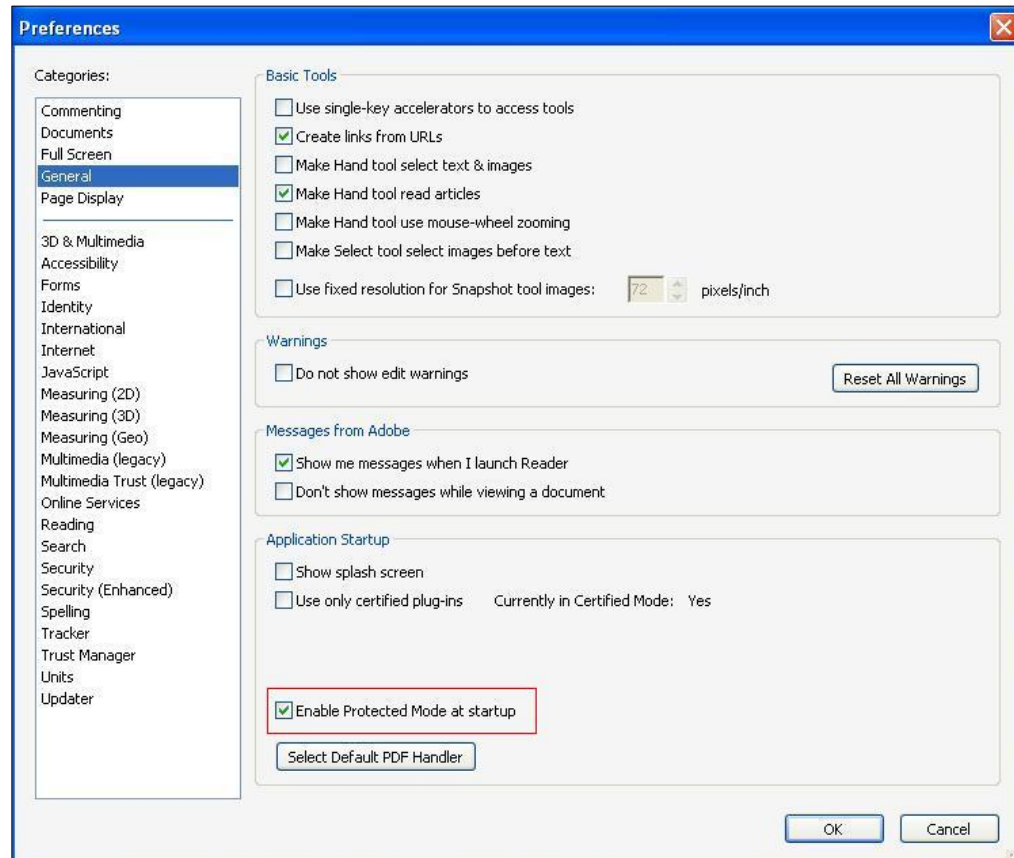 Preferences
Categories:
Commenting
Documents
Full Screen
General
Page Display
3D & Multimedia
Accessibility
Forms
Identity
International
Internet
JavaScript
Measuring (2D)
Measuring (3D)
Measuring (Geo)
Multimedia (legacy)
Multimedia Trust (legacy)
Online Services
Reading
Search
Security
Security (Enhanced)
Spelling
Tracker
Trust Manager
Units
Updater
Basic Tools
Use single-key accelerators to access tools
Create links from URLs
Make Hand tool select text & images
Make Hand tool read articles
Make Hand tool use mouse-wheel zooming
Make Select tool select images before text
Use fixed resolution for Snapshot tool images: 72 pixels/inch
Warnings
Do not show edit warnings Reset All Warnings
Messages from Adobe
Show me messages when I launch Reader
Don't show messages while viewing a document
Application Startup
Show splash screen
Use only certified plug-ins Currently in Certified Mode: Yes
Enable Protected Mode at startup
Select Default PDF Handler
OK Cancel